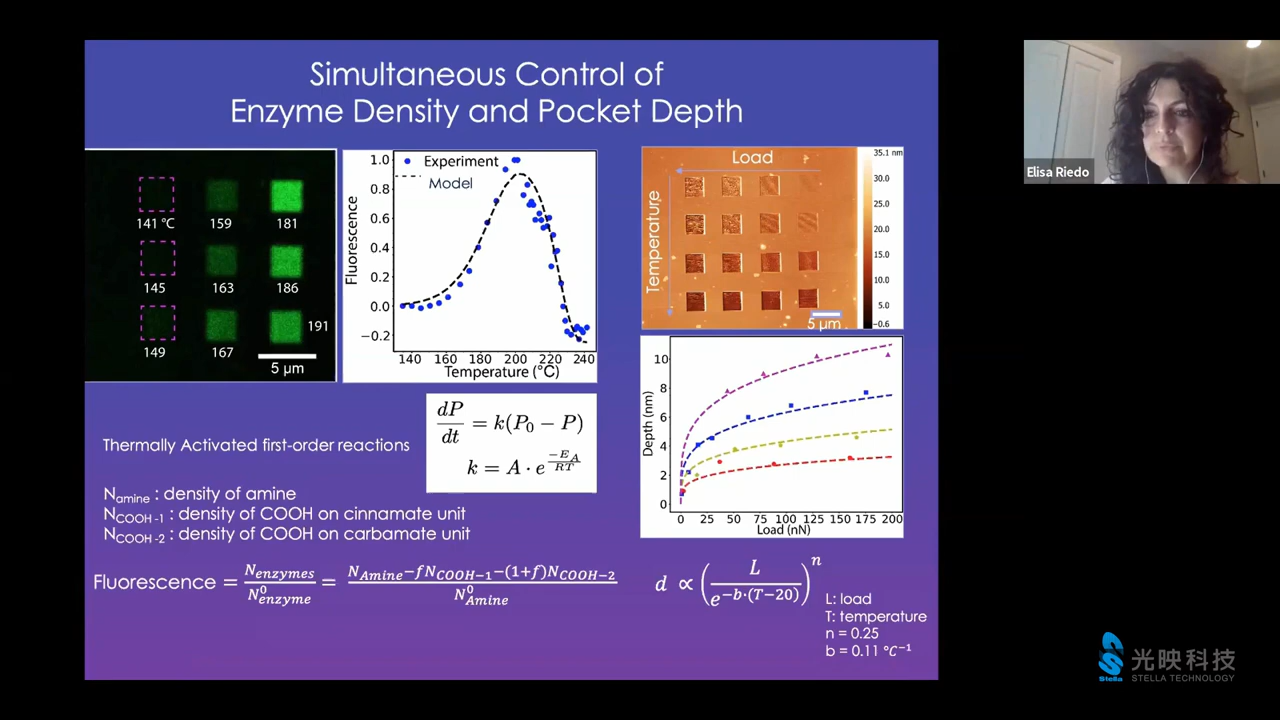 Simultaneous Control of
Enzyme Density and Pocket Depth
141 °C 159 181
145 163 186
149 167 191
5 μm
Fluorescence
1.0
0.8
0.6
0.4
0.2
0.0
−0.2
Experiment
Model
140 160 180 200 220 240
Temperature (°C)
Load
Temperature
5 μm
35.1 nm
30.0
25.0
20.0
15.0
10.0
5.0
−0.6
Depth (nm)
10
8
6
4
2
0
0 25 50 75 100 125 150 175 200
Load (nN)
Thermally Activated first-order reactions
dP/dt = k(P₀ − P)
k = A · e^(−E_A/RT)
N_amine : density of amine
N_COOH-1 : density of COOH on cinnamate unit
N_COOH-2 : density of COOH on carbamate unit
Fluorescence = N_enzymes/N⁰_enzyme = (N_Amine−fN_COOH−1−(1+f)N_COOH−2)/N⁰_Amine
d ∝ (L/e^(−b·(T−20)))^n
L: load
T: temperature
n = 0.25
b = 0.11 °C⁻¹
Elisa Riedo
Stella
光映科技
STELLA TECHNOLOGY